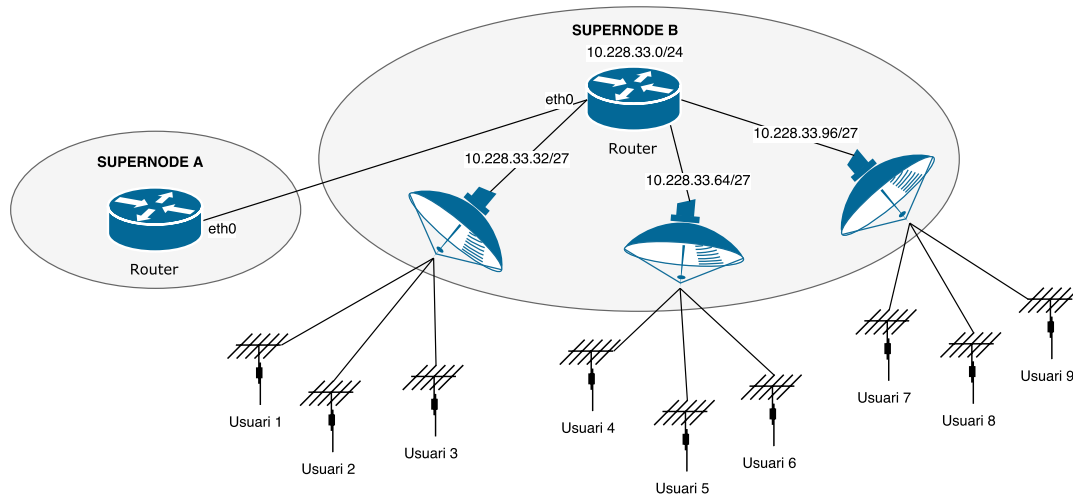 SUPERNODE B
10.228.33.0/24
eth0
Router
10.228.33.96/27
10.228.33.32/27
10.228.33.64/27
SUPERNODE A
eth0
Router
Usuari 1
Usuari 2
Usuari 3
Usuari 4
Usuari 5
Usuari 6
Usuari 7
Usuari 8
Usuari 9